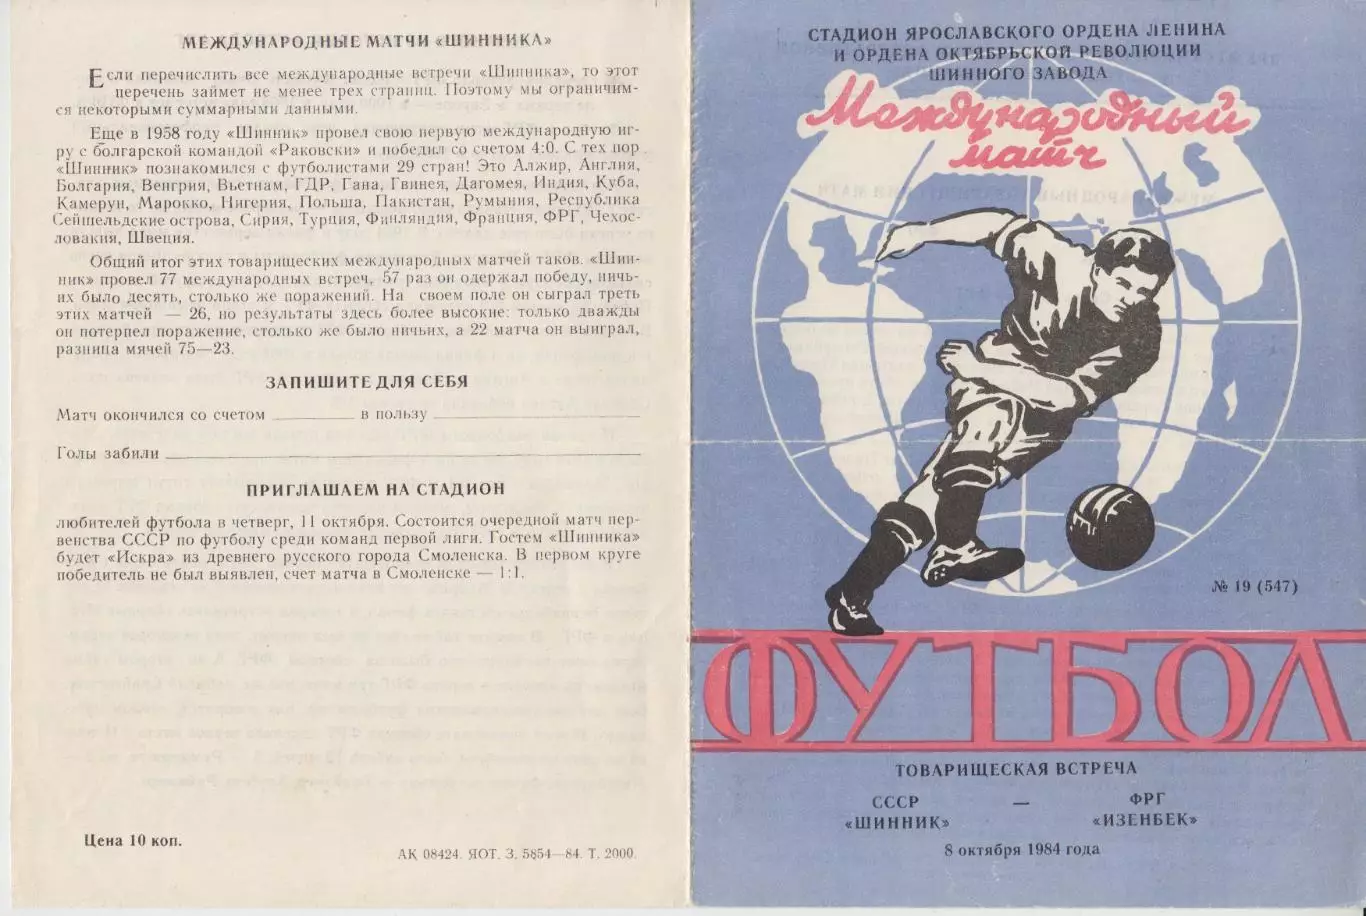 МЕЖДУНАРОДНЫЕ МАТЧИ «ШИННИКА»
Если перечислить все международные встречи «Шинника», то этот
перечень займет не менее трех страниц. Поэтому мы ограничим-
ся некоторыми суммарными данными.
Еще в 1958 году «Шинник» провел свою первую международную иг-
ру с болгарской командой «Раковски» и победил со счетом 4:0. С тех пор
«Шинник» познакомился с футболистами 29 стран! Это Алжир, Англия,
Болгария, Венгрия, Вьетнам, ГДР, Гана, Гвинея, Дагомея, Индия, Куба,
Камерун, Марокко, Нигерия, Польша, Пакистан, Румыния, Республика
Сейшельдские острова, Сирия, Турция, Финляндия, Франция, ФРГ, Чехос-
ловакия, Швеция.
Общий итог этих товарищеских международных матчей таков. «Шин-
ник» провел 77 международных встреч, 57 раз он одержал победу, ничь-
их было десять, столько же поражений. На своем поле он сыграл треть
этих матчей — 26, но результаты здесь более высокие: только дважды
он потерпел поражение, столько же было ничьих, а 22 матча он выиграл,
разница мячей 75—23.
ЗАПИШИТЕ ДЛЯ СЕБЯ
Матч окончился со счетом в пользу
Голы забили
ПРИГЛАШАЕМ НА СТАДИОН
любителей футбола в четверг, 11 октября. Состоится очередной матч пер-
венства СССР по футболу среди команд первой лиги. Гостем «Шинника»
будет «Искра» из древнего русского города Смоленска. В первом круге
победитель не был выявлен, счет матча в Смоленске — 1:1.
Цена 10 коп.
АК 08424. ЯОТ. З. 5854—84. Т. 2000.
СТАДИОН ЯРОСЛАВСКОГО ОРДЕНА ЛЕНИНА
И ОРДЕНА ОКТЯБРЬСКОЙ РЕВОЛЮЦИИ
ШИННОГО ЗАВОДА
Международный
матч
№ 19 (547)
ФУТБОЛ
ТОВАРИЩЕСКАЯ ВСТРЕЧА
СССР — ФРГ
«ШИННИК» «ИЗЕНБЕК»
8 октября 1984 года